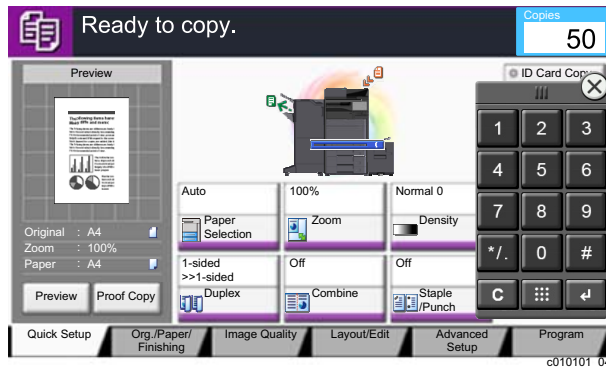 Ready to copy.
Copies
50
Preview
ID Card Copy
1 2 3
4 5 6
7 8 9
*/. 0 #
C
Original : A4
Zoom : 100%
Paper : A4
Preview
Proof Copy
Auto
Paper
Selection
100%
Zoom
Normal 0
Density
1-sided
>>1-sided
Duplex
Off
Combine
Off
Staple
/Punch
Quick Setup
Org./Paper/
Finishing
Image Quality
Layout/Edit
Advanced
Setup
Program
c010101_04